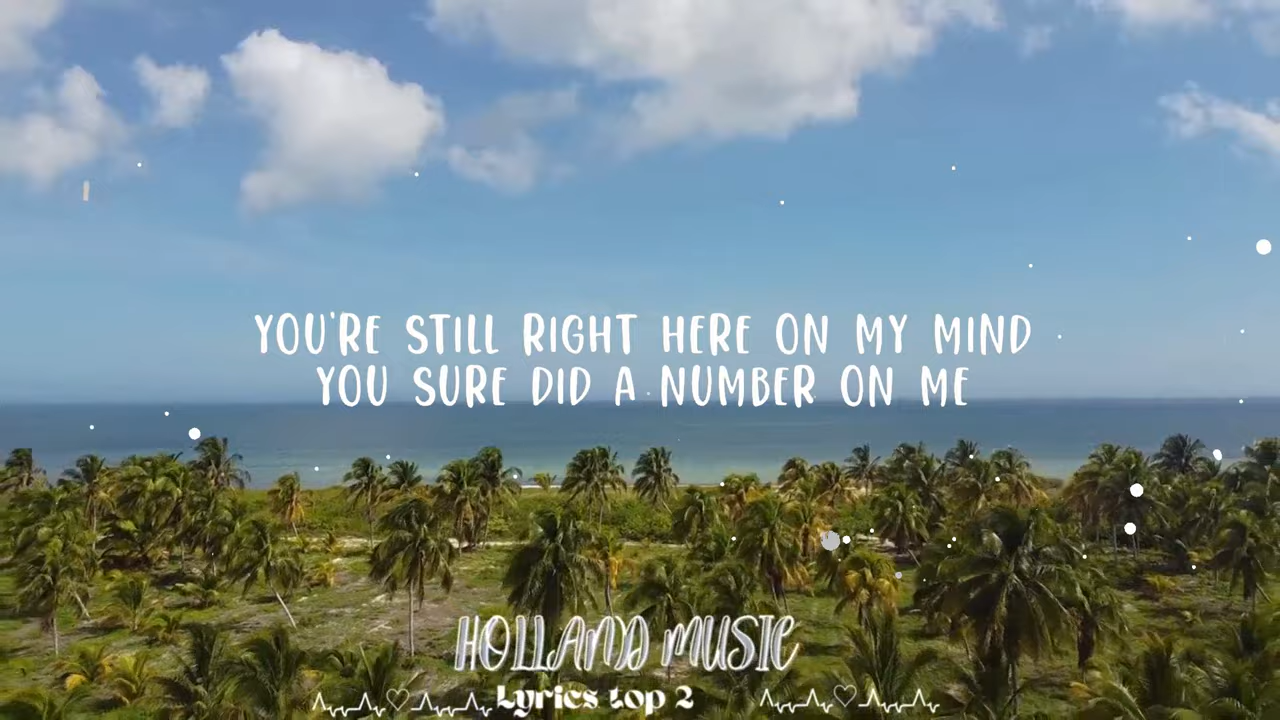 YOU'RE STILL RIGHT HERE ON MY MIND
YOU SURE DID A NUMBER ON ME
HOLLAND MUSIC
Lyrics top 2